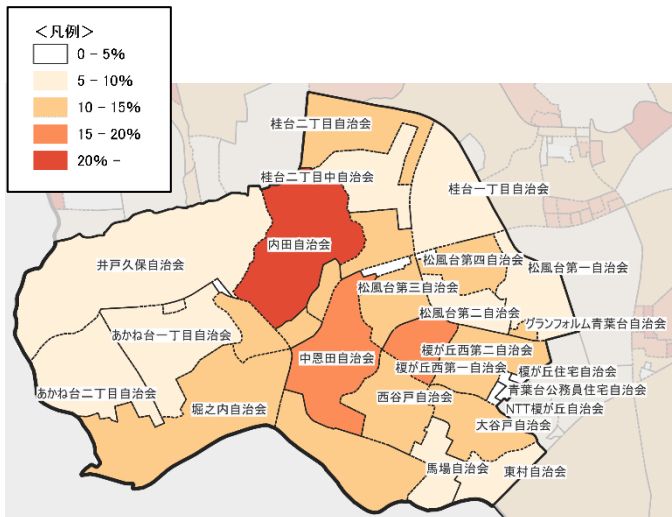 ＜凡例＞
0 - 5%
5 - 10%
10 - 15%
15 - 20%
20% -
桂台二丁目自治会
桂台二丁目中自治会
桂台一丁目自治会
内田自治会
井戸久保自治会
松風台第四自治会
松風台第一自治会
松風台第三自治会
松風台第二自治会
グランフォルム青葉台自治会
あかね台一丁目自治会
榎が丘西第二自治会
中恩田自治会
榎が丘西第一自治会
榎が丘住宅自治会
青葉台公務員住宅自治会
あかね台二丁目自治会
西谷戸自治会
NTT榎が丘自治会
堀之内自治会
大谷戸自治会
馬場自治会
東村自治会